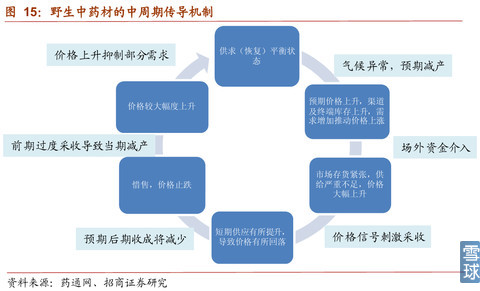 图 15：野生中药材的中周期传导机制
供求（恢复）平衡状
态
气候异常，预期减产
预期价格上升，渠道
及终端库存上升，需
求增加推动价格上涨
场外资金介入
市场存货紧张，供
给严重不足，价格
大幅上升
价格信号刺激采收
短期供应有所提升，
导致价格有所回落
预期后期收成将减少
惜售，价格止跌
前期过度采收导致当期减产
价格较大幅度上升
价格上升抑制部分需求
雪球
资料来源：药通网、招商证券研究